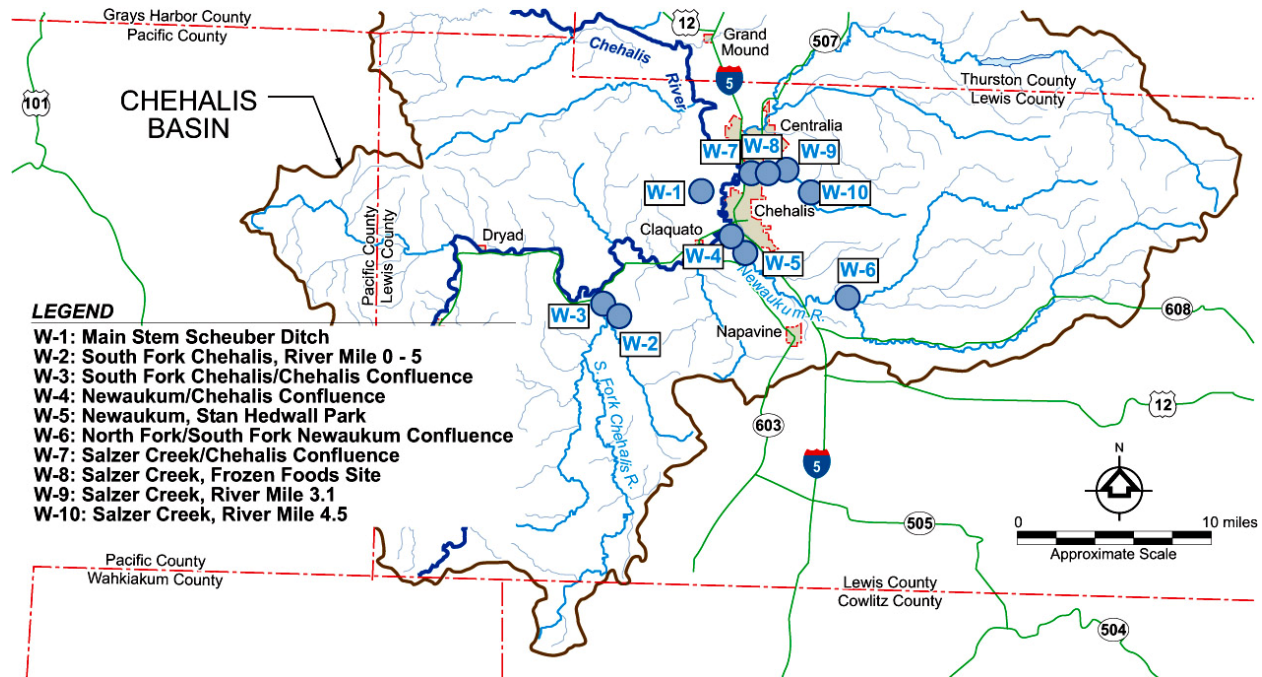 Grays Harbor County
Pacific County
12
Grand
Mound
507
Chehalis
River
5
Thurston County
Lewis County
101
CHEHALIS
BASIN
Centralia
W-7
W-8
W-9
W-1
W-10
Chehalis
Pacific County
Lewis County
Dryad
Claquato
W-4
W-5
W-6
Newaukum R.
W-3
W-2
Napavine
608
LEGEND
W-1: Main Stem Scheuber Ditch
W-2: South Fork Chehalis, River Mile 0 - 5
W-3: South Fork Chehalis/Chehalis Confluence
W-4: Newaukum/Chehalis Confluence
W-5: Newaukum, Stan Hedwall Park
W-6: North Fork/South Fork Newaukum Confluence
W-7: Salzer Creek/Chehalis Confluence
W-8: Salzer Creek, Frozen Foods Site
W-9: Salzer Creek, River Mile 3.1
W-10: Salzer Creek, River Mile 4.5
S. Fork Chehalis R.
12
603
5
N
505
0 10 miles
Approximate Scale
Pacific County
Wahkiakum County
Lewis County
Cowlitz County
504